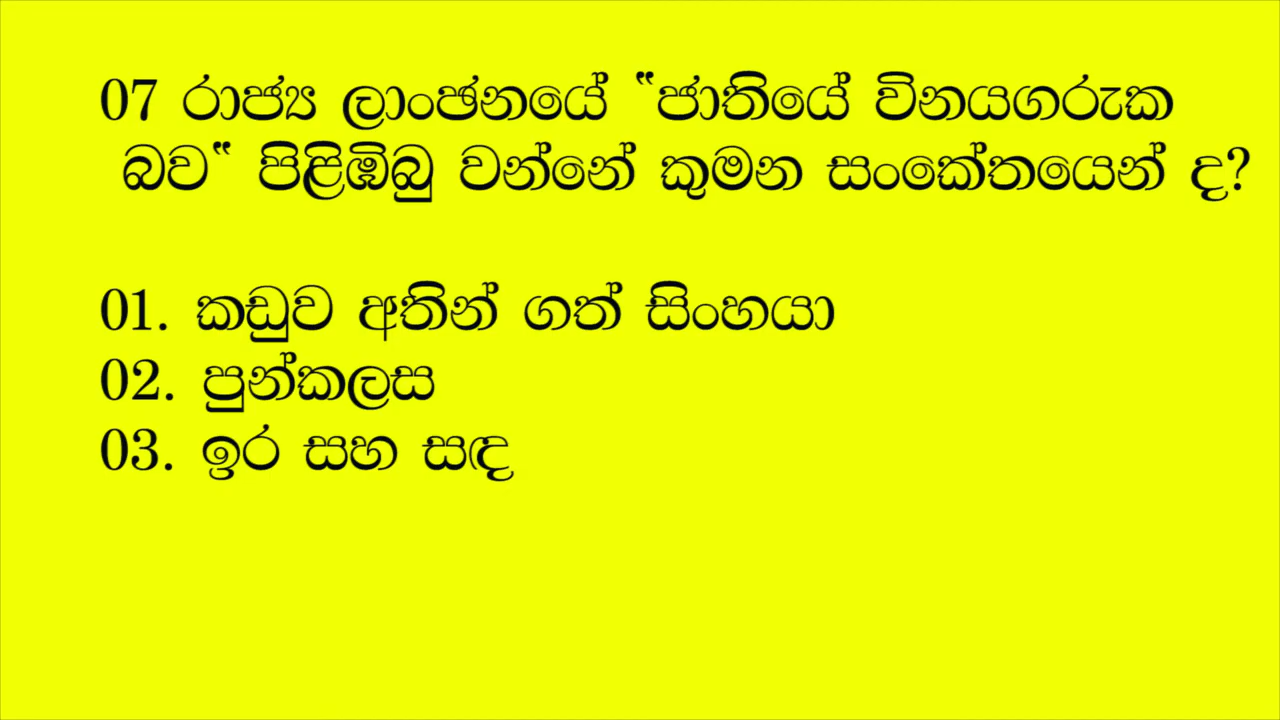 07 රාජ්‍ය ලාංඡනයේ "ජාතියේ විනයගරුක
බව" පිළිඹිබු වන්නේ කුමන සංකේතයෙන් ද?
01. කඩුව අතින් ගත් සිංහයා
02. පුන්කලස
03. ඉර සහ සඳ